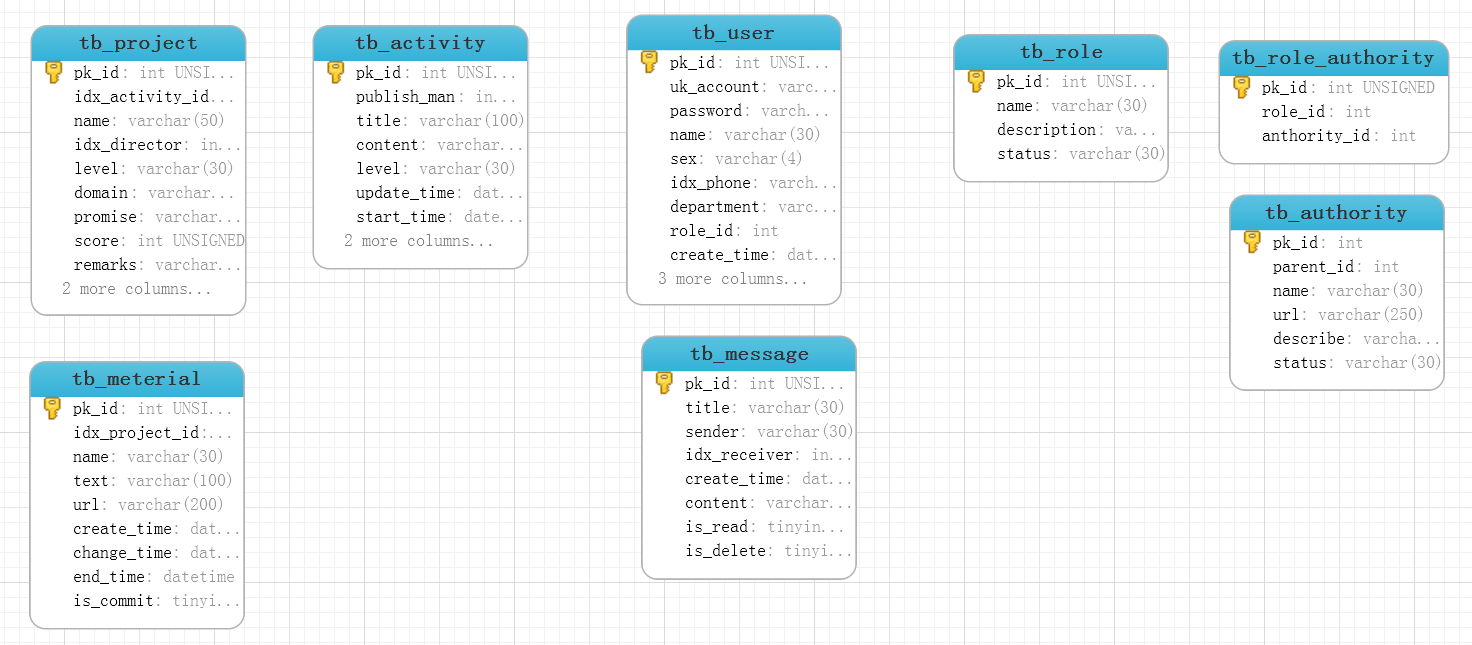 tb_project
pk_id: int UNSI...
idx_activity_id...
name: varchar(50)
idx_director: in...
level: varchar(30)
domain: varchar...
promise: varchar...
score: int UNSIGNED
remarks: varchar...
2 more columns...
tb_activity
pk_id: int UNSI...
publish_man: in...
title: varchar(100)
content: varchar...
level: varchar(30)
update_time: dat...
start_time: date...
2 more columns...
tb_user
pk_id: int UNSI...
uk_account: varc...
password: varch...
name: varchar(30)
sex: varchar(4)
idx_phone: varch...
department: varc...
role_id: int
create_time: dat...
3 more columns...
tb_role
pk_id: int UNSI...
name: varchar(30)
description: va...
status: varchar(30)
tb_role_authority
pk_id: int UNSIGNED
role_id: int
anthority_id: int
tb_authority
pk_id: int
parent_id: int
name: varchar(30)
url: varchar(250)
describe: varcha...
status: varchar(30)
tb_meterial
pk_id: int UNSI...
idx_project_id:...
name: varchar(30)
text: varchar(100)
url: varchar(200)
create_time: dat...
change_time: dat...
end_time: datetime
is_commit: tinyi...
tb_message
pk_id: int UNSI...
title: varchar(30)
sender: varchar(30)
idx_receiver: in...
create_time: dat...
content: varchar...
is_read: tinyin...
is_delete: tinyi...